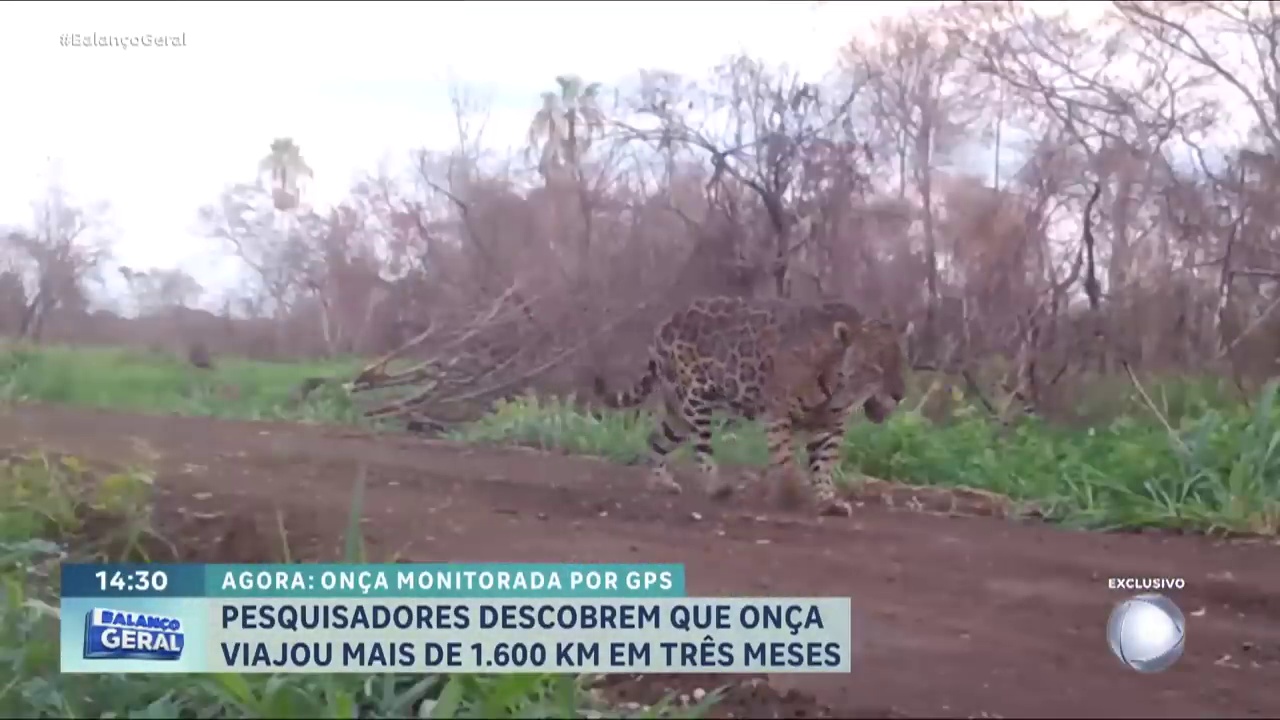 #BalançoGeral
14:30
AGORA: ONÇA MONITORADA POR GPS
BALANÇO
GERAL
PESQUISADORES DESCOBREM QUE ONÇA
VIAJOU MAIS DE 1.600 KM EM TRÊS MESES
EXCLUSIVO